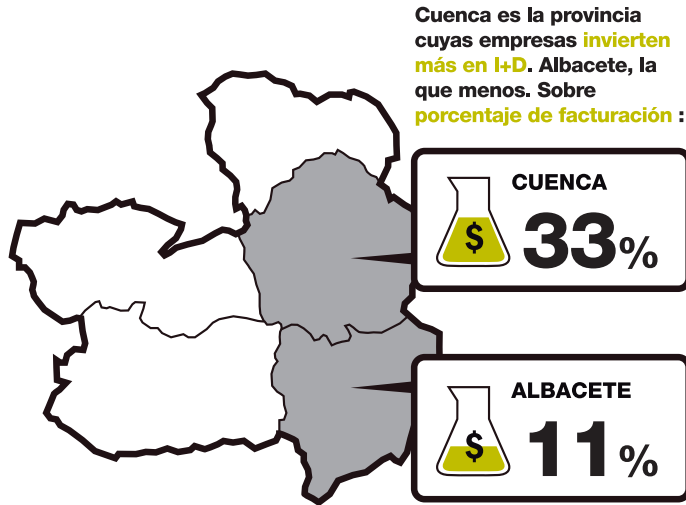 Cuenca es la provincia
cuyas empresas invierten
más en I+D. Albacete, la
que menos. Sobre
porcentaje de facturación :
CUENCA
$ 33%
ALBACETE
$ 11%